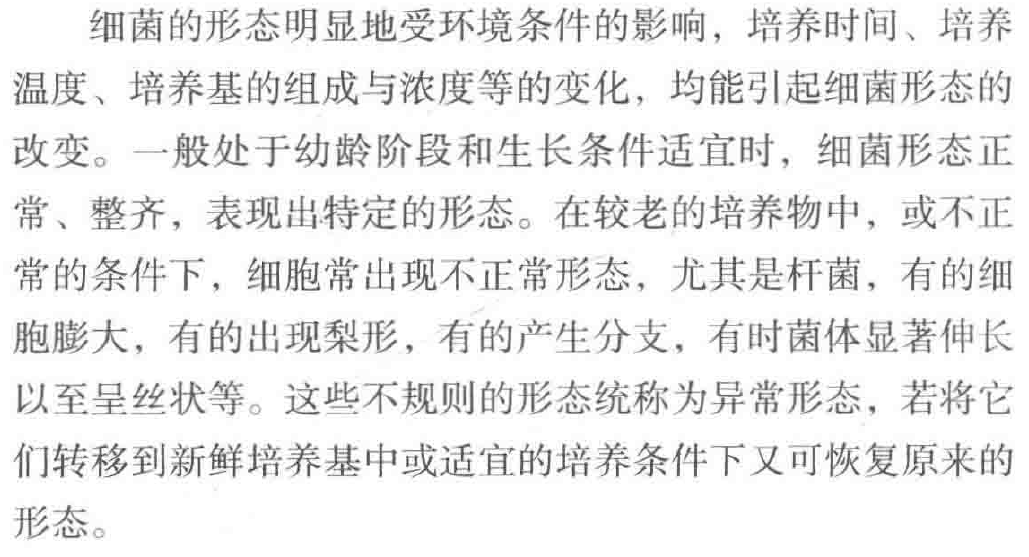 细菌的形态明显地受环境条件的影响，培养时间、培养
温度、培养基的组成与浓度等的变化，均能引起细菌形态的
改变。一般处于幼龄阶段和生长条件适宜时，细菌形态正
常、整齐，表现出特定的形态。在较老的培养物中，或不正
常的条件下，细胞常出现不正常形态，尤其是杆菌，有的细
胞膨大，有的出现梨形，有的产生分支，有时菌体显著伸长
以至呈丝状等。这些不规则的形态统称为异常形态，若将它
们转移到新鲜培养基中或适宜的培养条件下又可恢复原来的
形态。